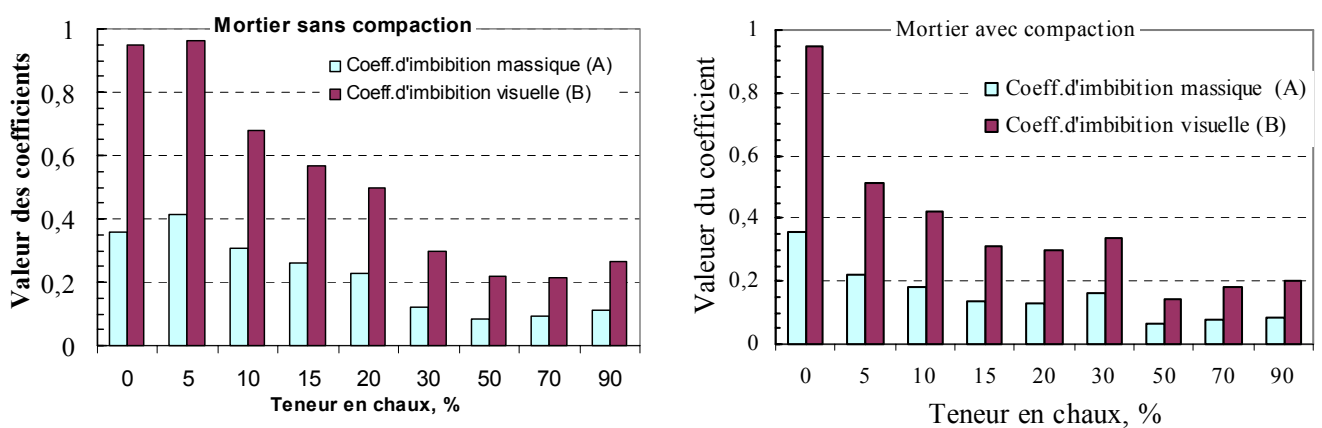 Mortier sans compaction
Valeur des coefficients
1
0,8
0,6
0,4
0,2
0
Coeff.d'imbibition massique (A)
Coeff.d'imbibition visuelle (B)
0 5 10 15 20 30 50 70 90
Teneur en chaux, %
Mortier avec compaction
Valeuer du coefficient
1
0,8
0,6
0,4
0,2
0
Coeff.d'imbibition massique (A)
Coeff.d'imbibition visuelle (B)
0 5 10 15 20 30 50 70 90
Teneur en chaux, %